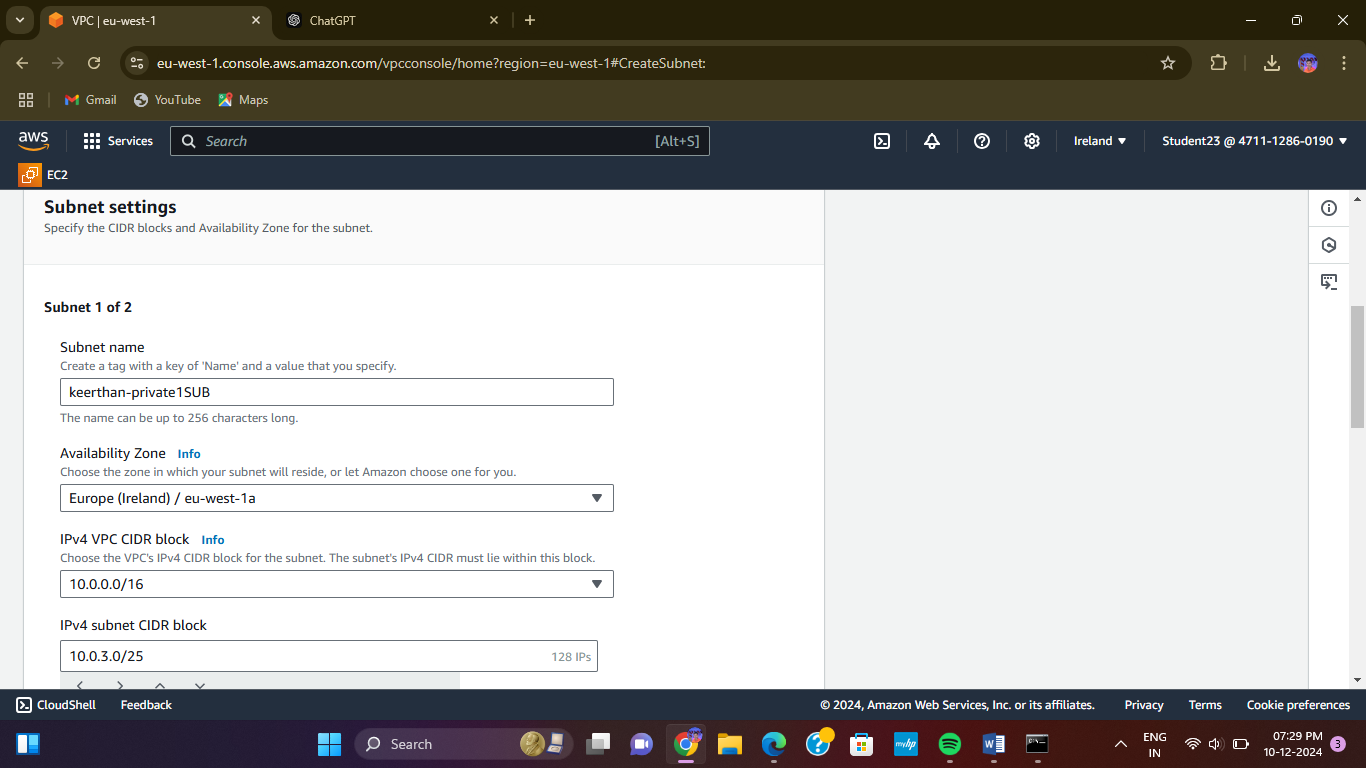 VPC | eu-west-1
ChatGPT
eu-west-1.console.aws.amazon.com/vpcconsole/home?region=eu-west-1#CreateSubnet:
Gmail
YouTube
Maps
aws
Services
Search
[Alt+S]
Ireland
Student23 @ 4711-1286-0190
EC2
Subnet settings
Specify the CIDR blocks and Availability Zone for the subnet.
Subnet 1 of 2
Subnet name
Create a tag with a key of 'Name' and a value that you specify.
keerthan-private1SUB
The name can be up to 256 characters long.
Availability Zone Info
Choose the zone in which your subnet will reside, or let Amazon choose one for you.
Europe (Ireland) / eu-west-1a
IPv4 VPC CIDR block Info
Choose the VPC's IPv4 CIDR block for the subnet. The subnet's IPv4 CIDR must lie within this block.
10.0.0.0/16
IPv4 subnet CIDR block
10.0.3.0/25
128 IPs
CloudShell
Feedback
© 2024, Amazon Web Services, Inc. or its affiliates.
Privacy
Terms
Cookie preferences
Search
myhp
ENG
IN
07:29 PM
10-12-2024
3